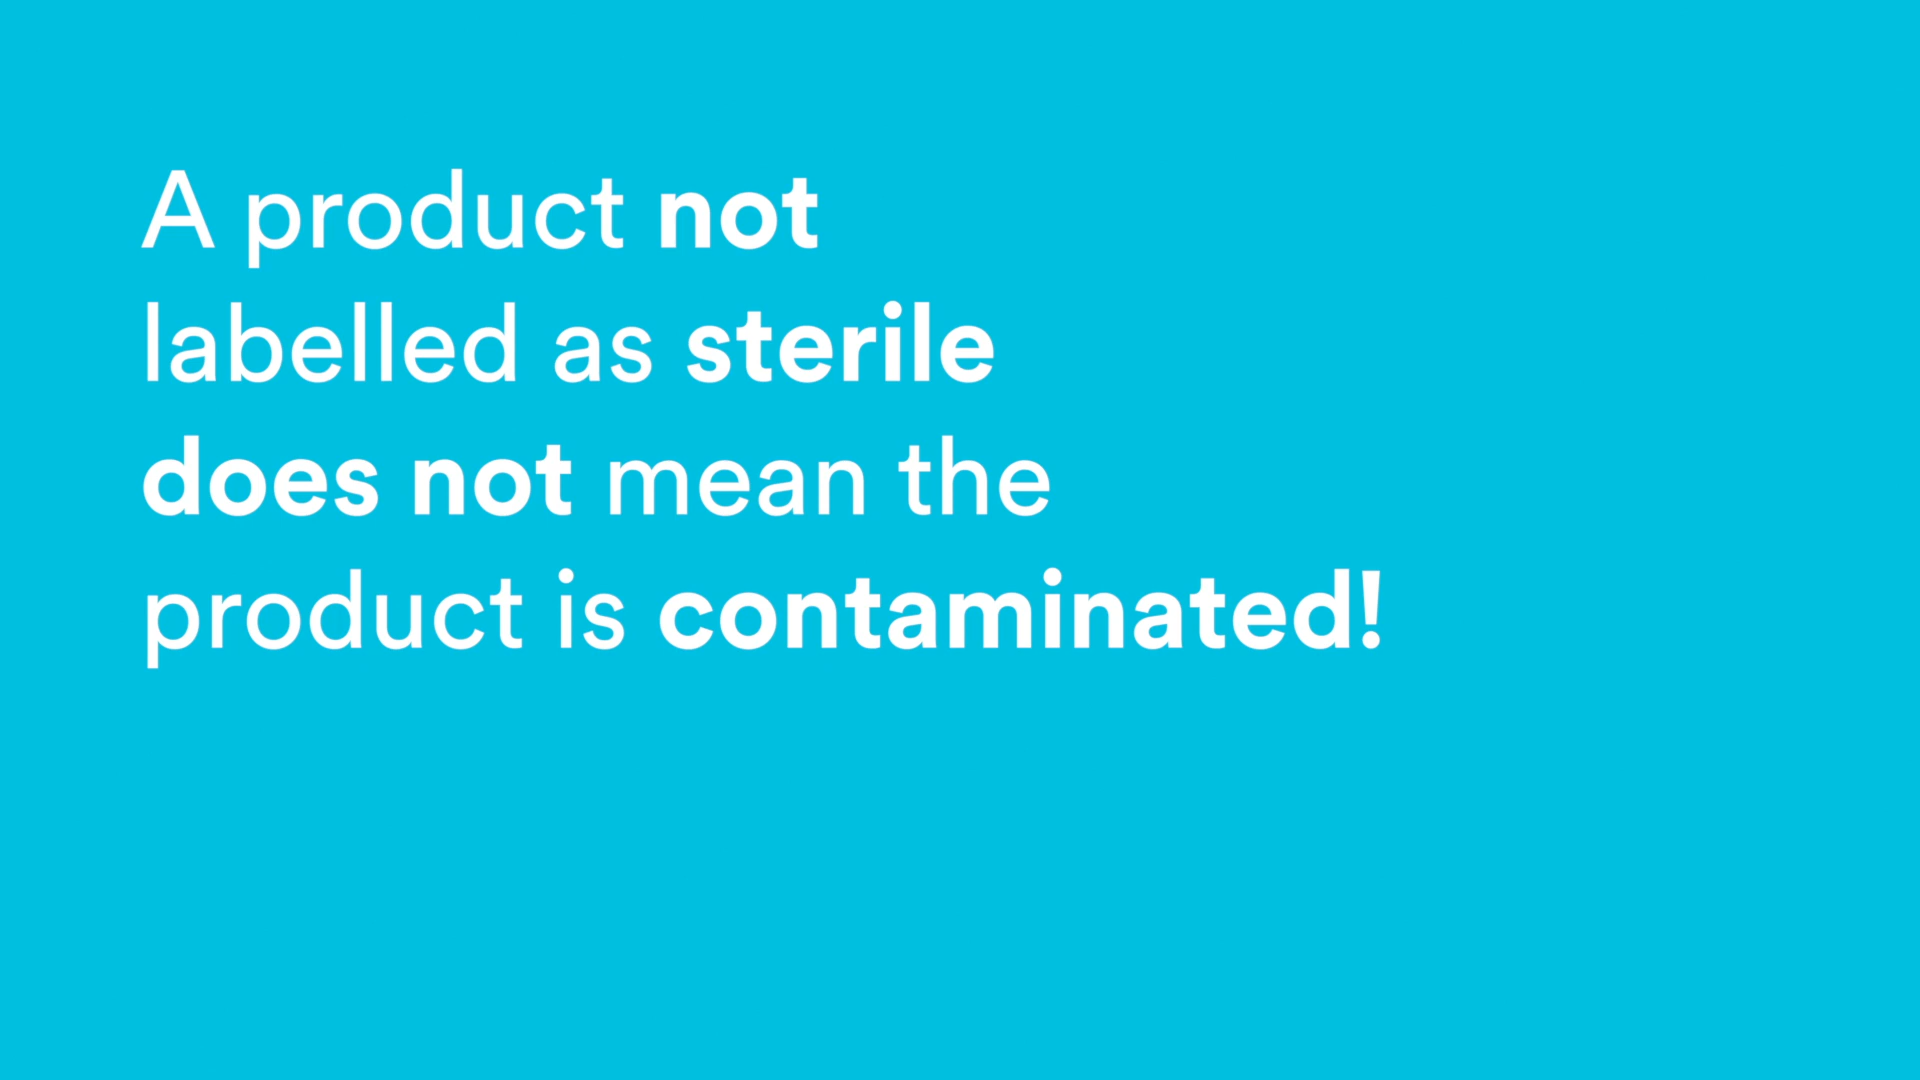 A product not
labelled as sterile
does not mean the
product is contaminated!